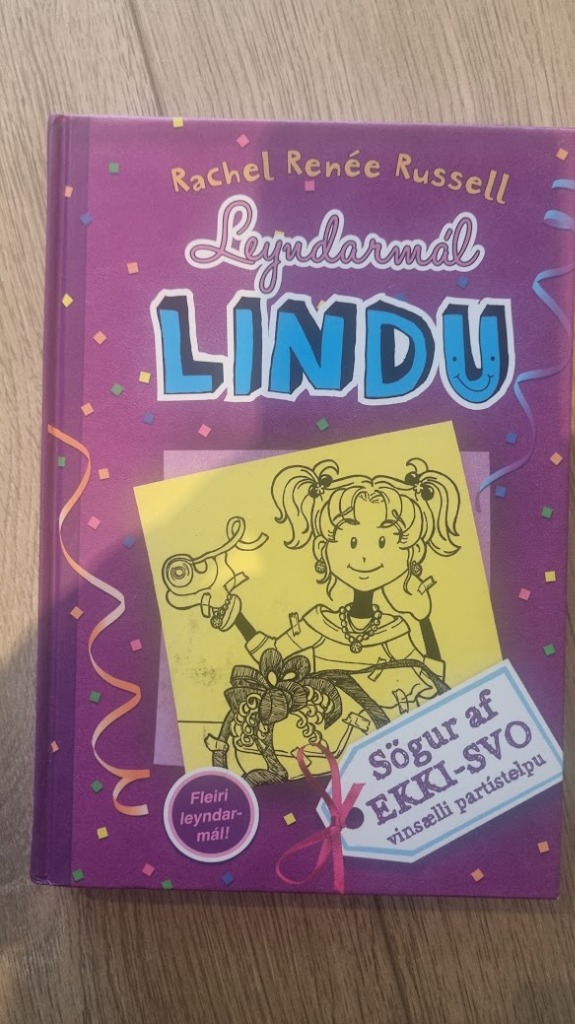 Rachel Renée Russell
Leyndarmál
LINDU
Sögur af
EKKI-SVO
vinsælli partístelpu
Fleiri
leyndar-
mál!